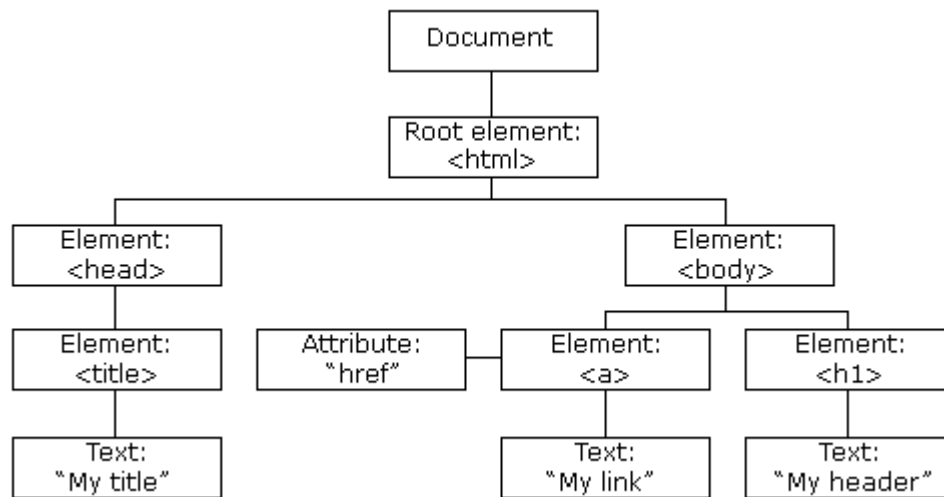 Document
Root element:
<html>
Element:
<head>
Element:
<body>
Element:
<title>
Attribute:
“href”
Element:
<a>
Element:
<h1>
Text:
“My title”
Text:
“My link”
Text:
“My header”